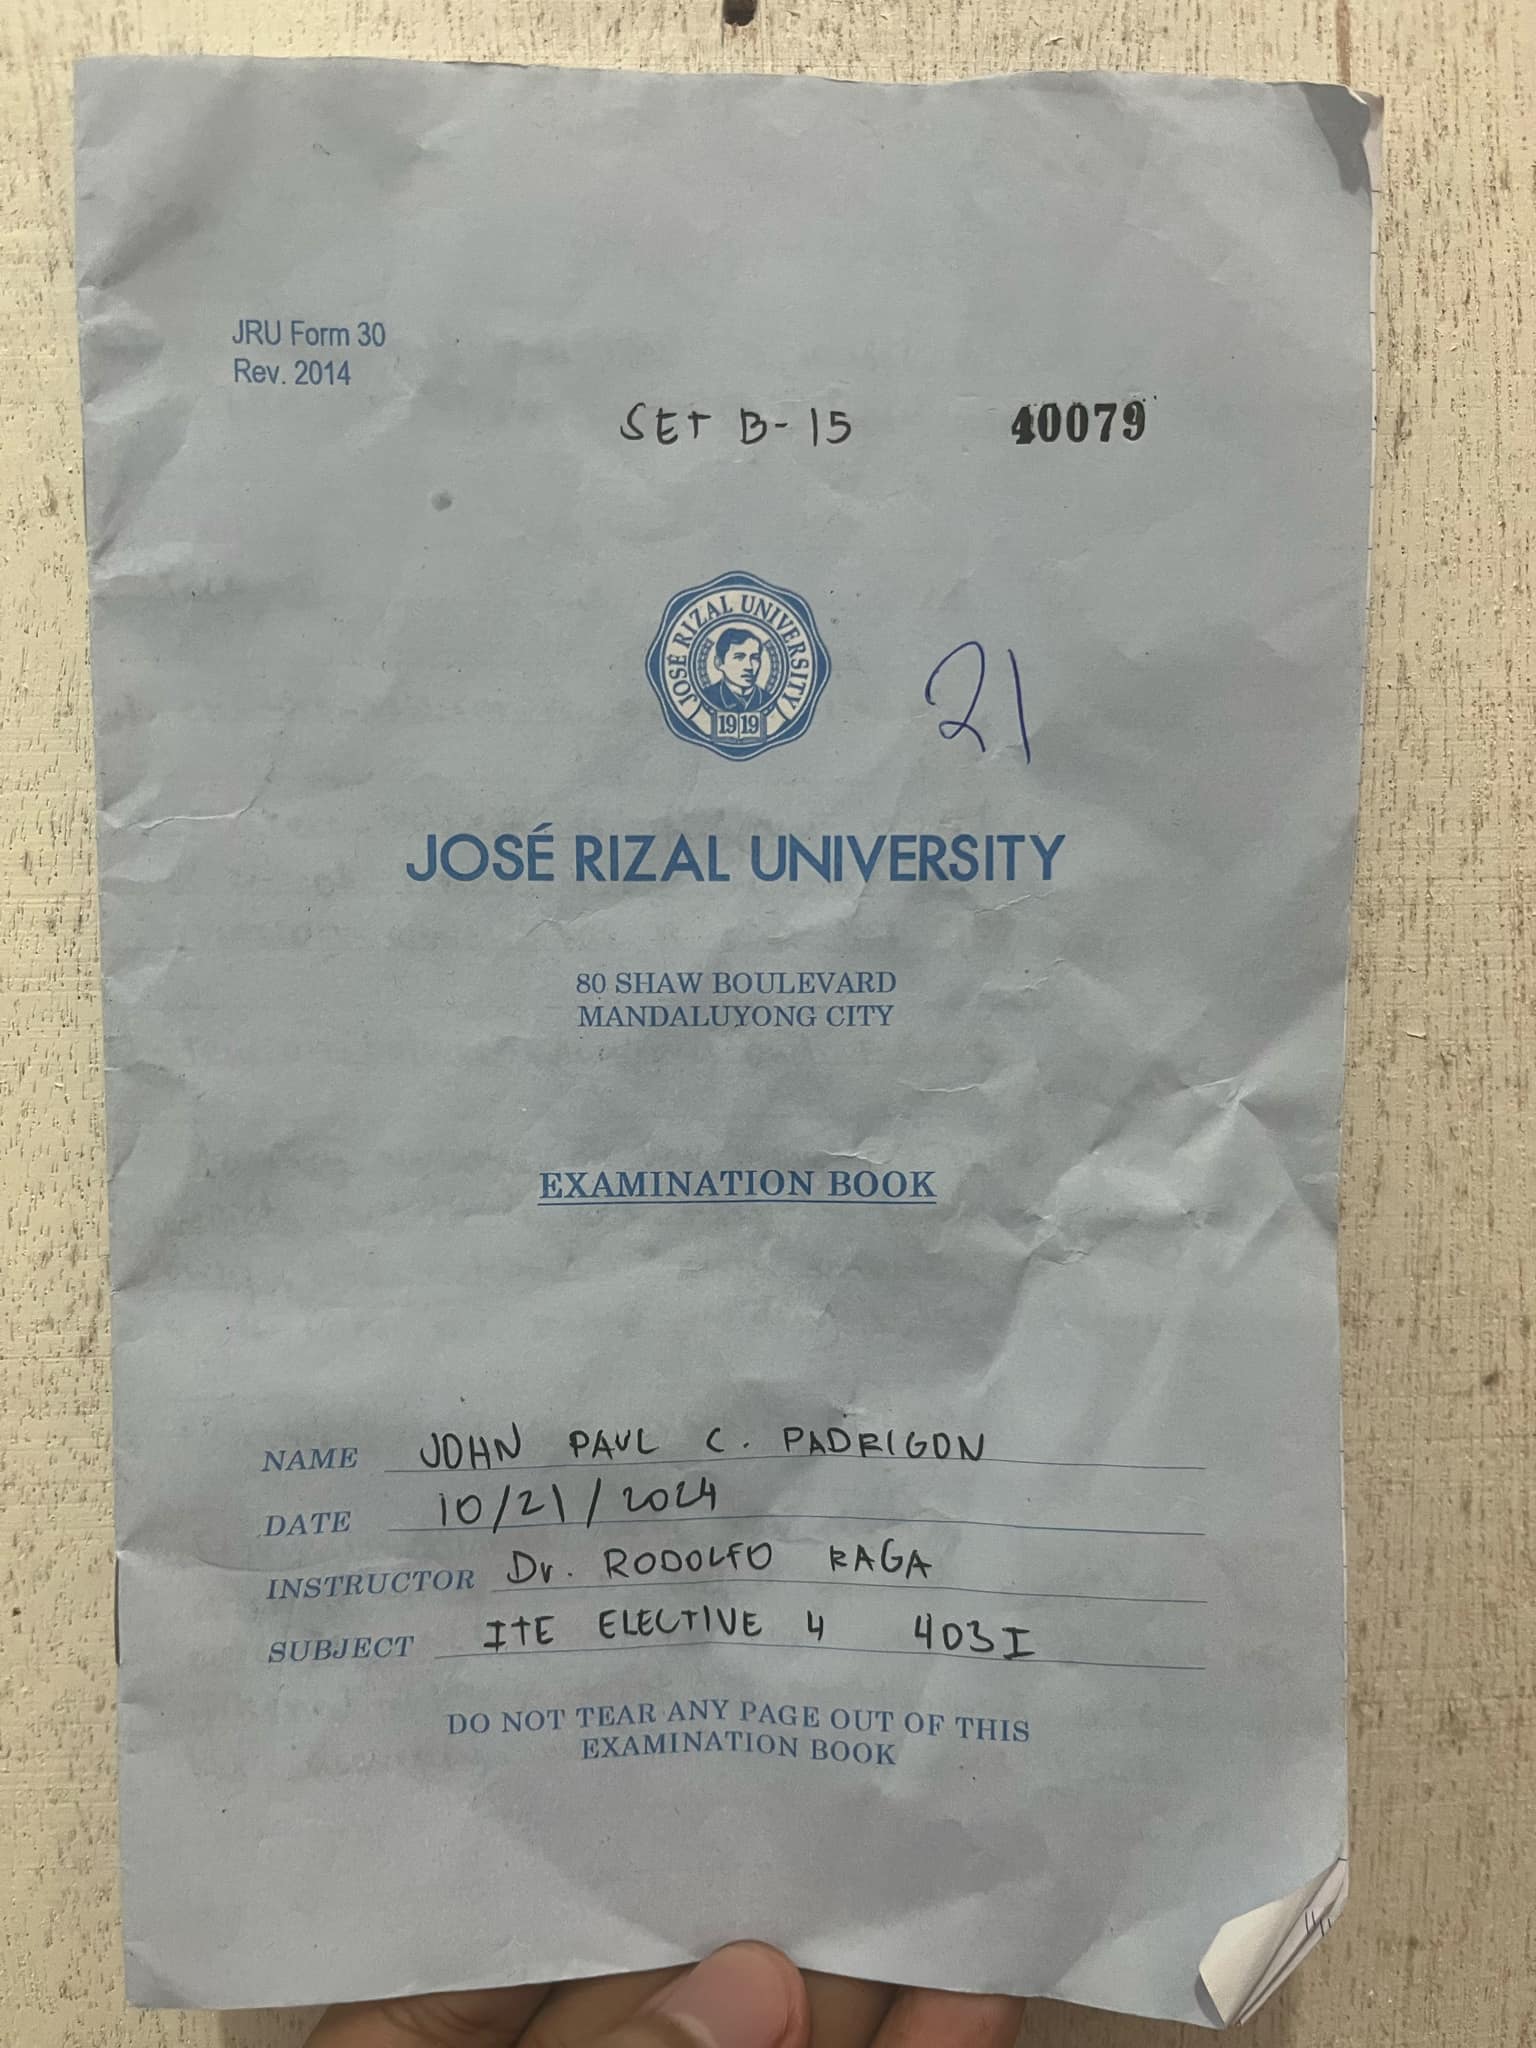 JRU Form 30
Rev. 2014
SET B-15 40079
JOSÉ RIZAL UNIVERSITY
1919
21
JOSÉ RIZAL UNIVERSITY
80 SHAW BOULEVARD
MANDALUYONG CITY
EXAMINATION BOOK
NAME JOHN PAUL C. PADRIGON
DATE 10/21/2024
INSTRUCTOR Dr. RODOLFO RAGA
SUBJECT ITE ELECTIVE 4 403I
DO NOT TEAR ANY PAGE OUT OF THIS
EXAMINATION BOOK